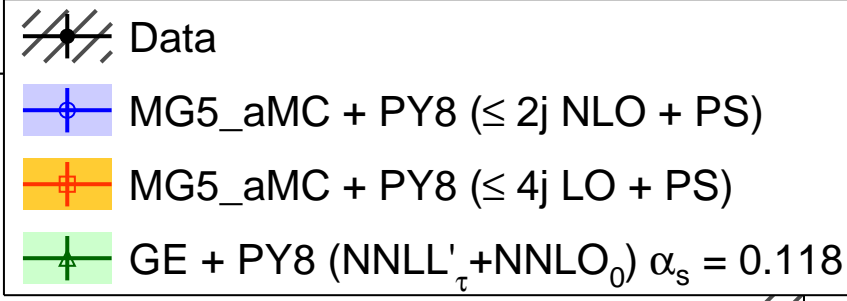 Data
MG5_aMC + PY8 (≤ 2j NLO + PS)
MG5_aMC + PY8 (≤ 4j LO + PS)
GE + PY8 (NNLL'τ+NNLO₀) αₛ = 0.118